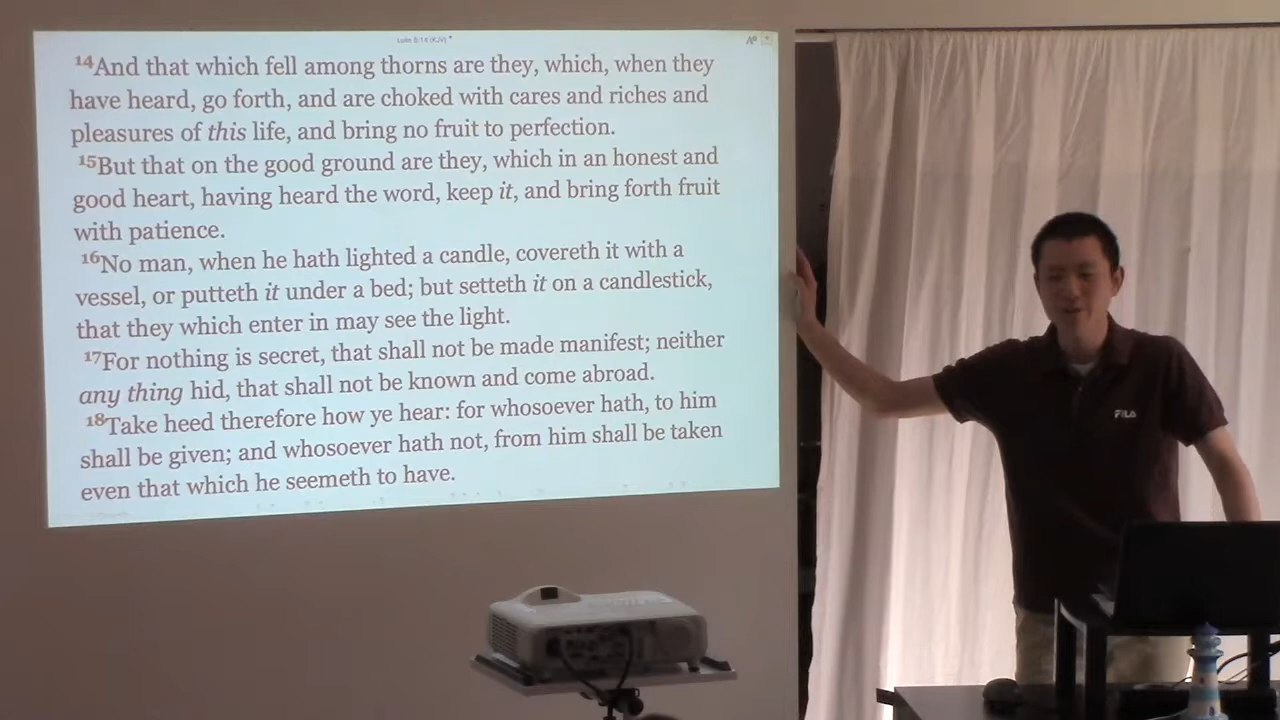 Luke 8:14 (KJV)
14And that which fell among thorns are they, which, when they
have heard, go forth, and are choked with cares and riches and
pleasures of this life, and bring no fruit to perfection.
15But that on the good ground are they, which in an honest and
good heart, having heard the word, keep it, and bring forth fruit
with patience.
16No man, when he hath lighted a candle, covereth it with a
vessel, or putteth it under a bed; but setteth it on a candlestick,
that they which enter in may see the light.
17For nothing is secret, that shall not be made manifest; neither
any thing hid, that shall not be known and come abroad.
18Take heed therefore how ye hear: for whosoever hath, to him
shall be given; and whosoever hath not, from him shall be taken
even that which he seemeth to have.
FILA